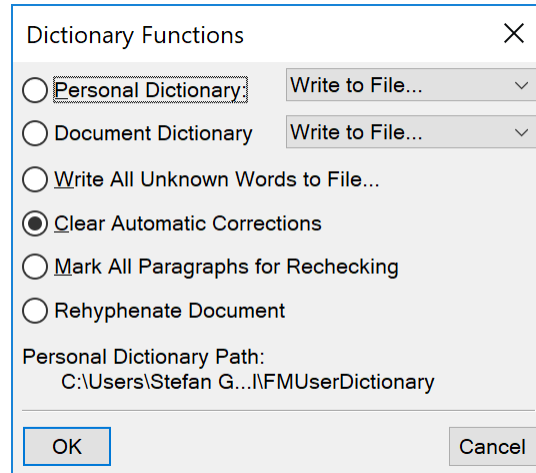 Dictionary Functions
Personal Dictionary: Write to File...
Document Dictionary Write to File...
Write All Unknown Words to File...
Clear Automatic Corrections
Mark All Paragraphs for Rechecking
Rehyphenate Document
Personal Dictionary Path:
C:\Users\Stefan G...l\FMUserDictionary
OK Cancel